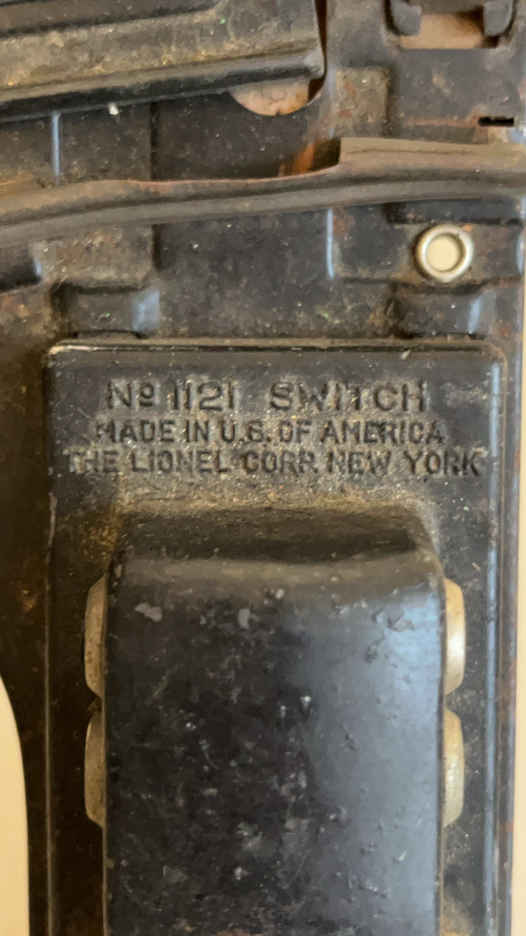 Nº 1121 SWITCH
MADE IN U.S. OF AMERICA
THE LIONEL CORP. NEW YORK